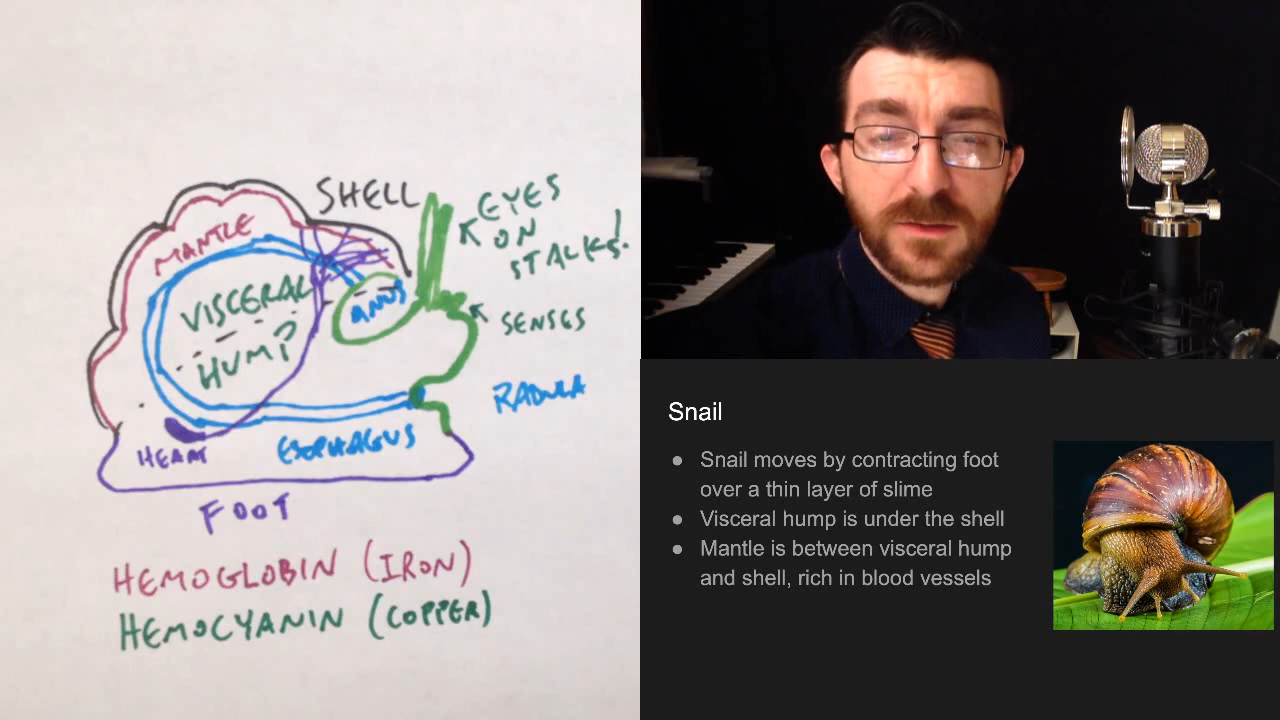 SHELL
EYES
ON
STALKS!
MANTLE
VISCERAL
HUMP
ANUS
SENSES
RADULA
HEART
ESOPHAGUS
FOOT
HEMOGLOBIN (IRON)
HEMOCYANIN (COPPER)
Snail
● Snail moves by contracting foot
over a thin layer of slime
● Visceral hump is under the shell
● Mantle is between visceral hump
and shell, rich in blood vessels